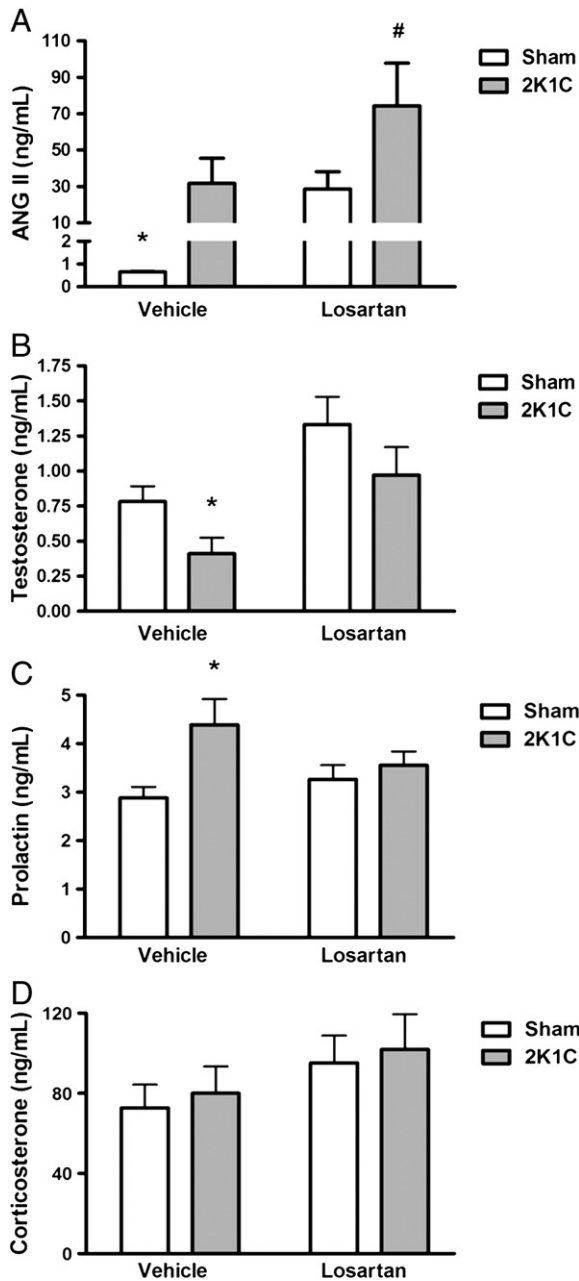 A
#
Sham
2K1C
ANG II (ng/mL)
110
90
70
50
30
10
2
1
0
*
Vehicle
Losartan
B
Sham
2K1C
Testosterone (ng/mL)
1.75
1.50
1.25
1.00
0.75
0.50
0.25
0.00
*
Vehicle
Losartan
C
*
Sham
2K1C
Prolactin (ng/mL)
5
4
3
2
1
0
Vehicle
Losartan
D
Sham
2K1C
Corticosterone (ng/mL)
120
80
40
0
Vehicle
Losartan